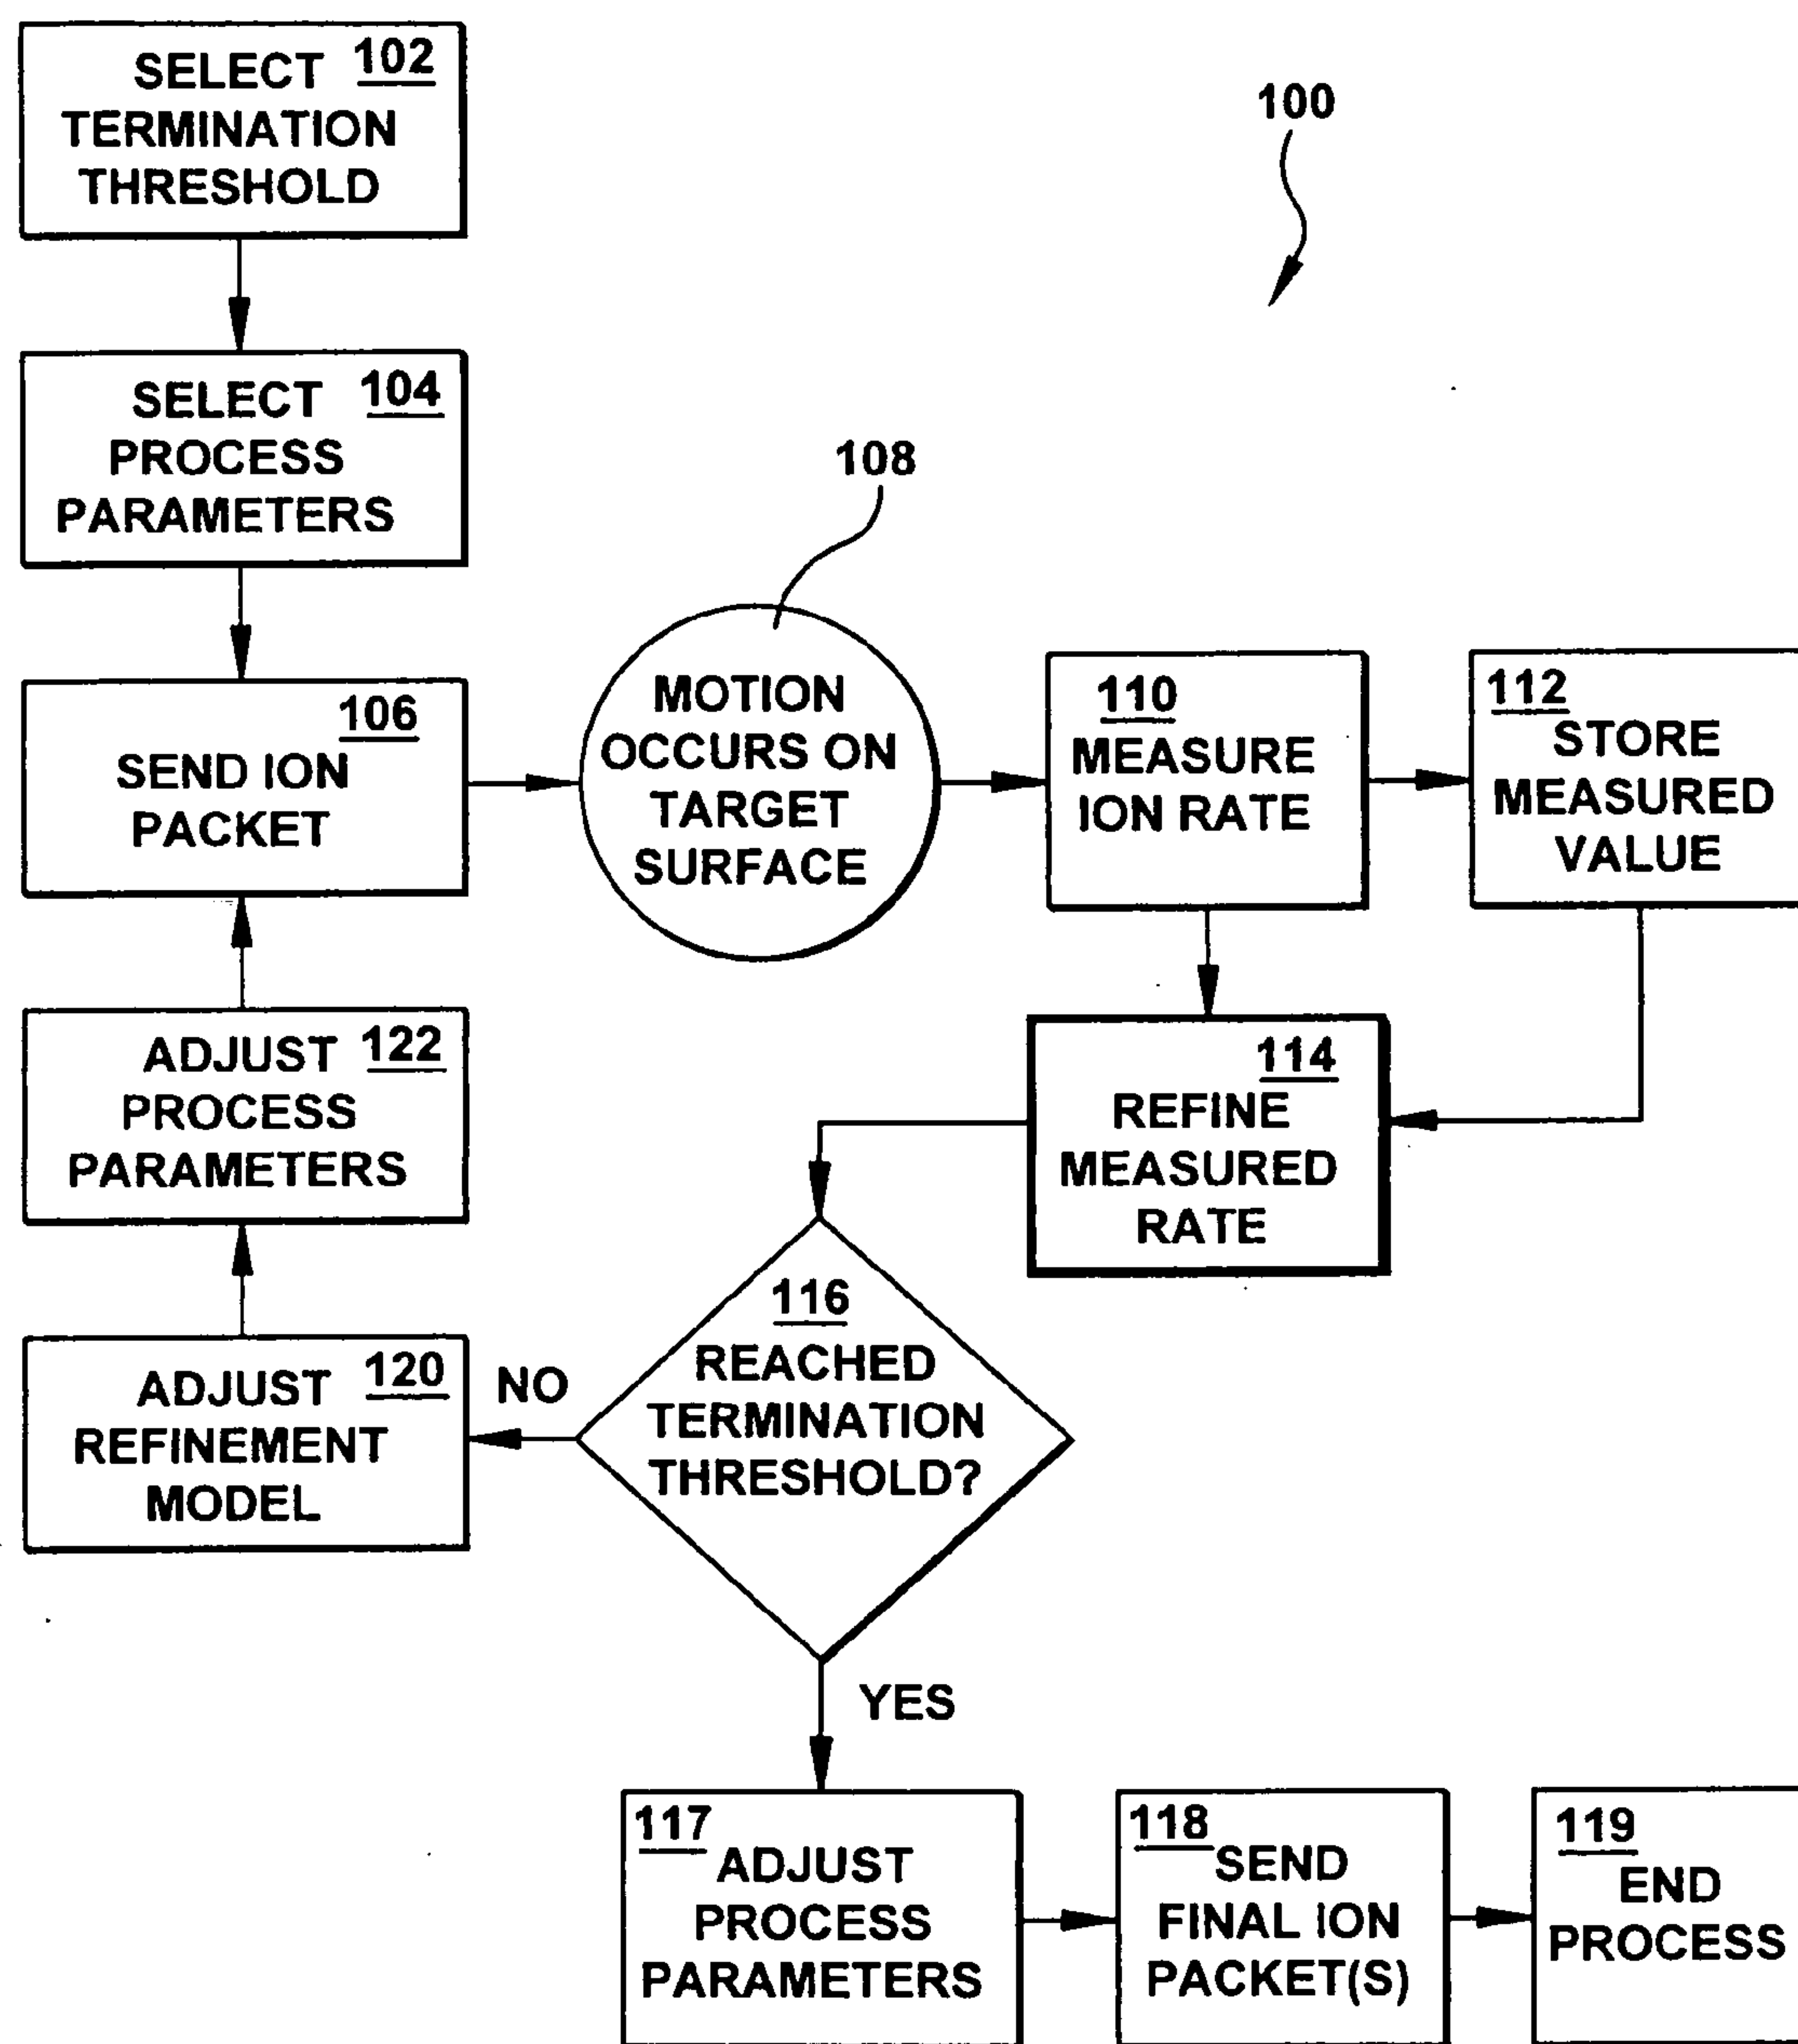 SELECT 102
TERMINATION
THRESHOLD
100
SELECT 104
PROCESS
PARAMETERS
108
106
SEND ION
PACKET
MOTION
OCCURS ON
TARGET
SURFACE
110
MEASURE
ION RATE
112
STORE
MEASURED
VALUE
114
REFINE
MEASURED
RATE
ADJUST 122
PROCESS
PARAMETERS
116
REACHED
TERMINATION
THRESHOLD?
NO
ADJUST 120
REFINEMENT
MODEL
YES
117
ADJUST
PROCESS
PARAMETERS
118
SEND
FINAL ION
PACKET(S)
119
END
PROCESS